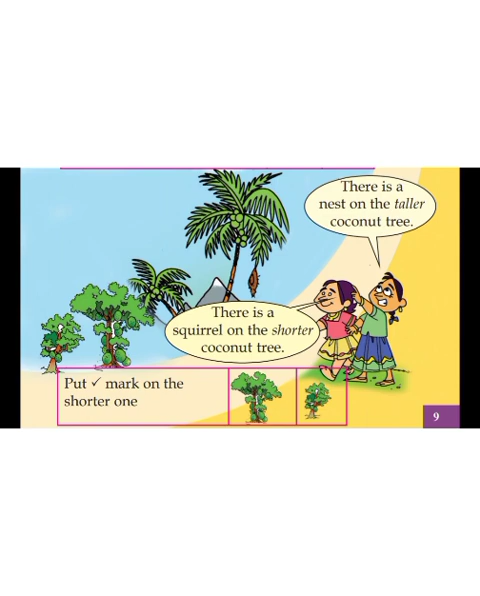 There is a
nest on the taller
coconut tree.
There is a
squirrel on the shorter
coconut tree.
Put ✓ mark on the
shorter one
9